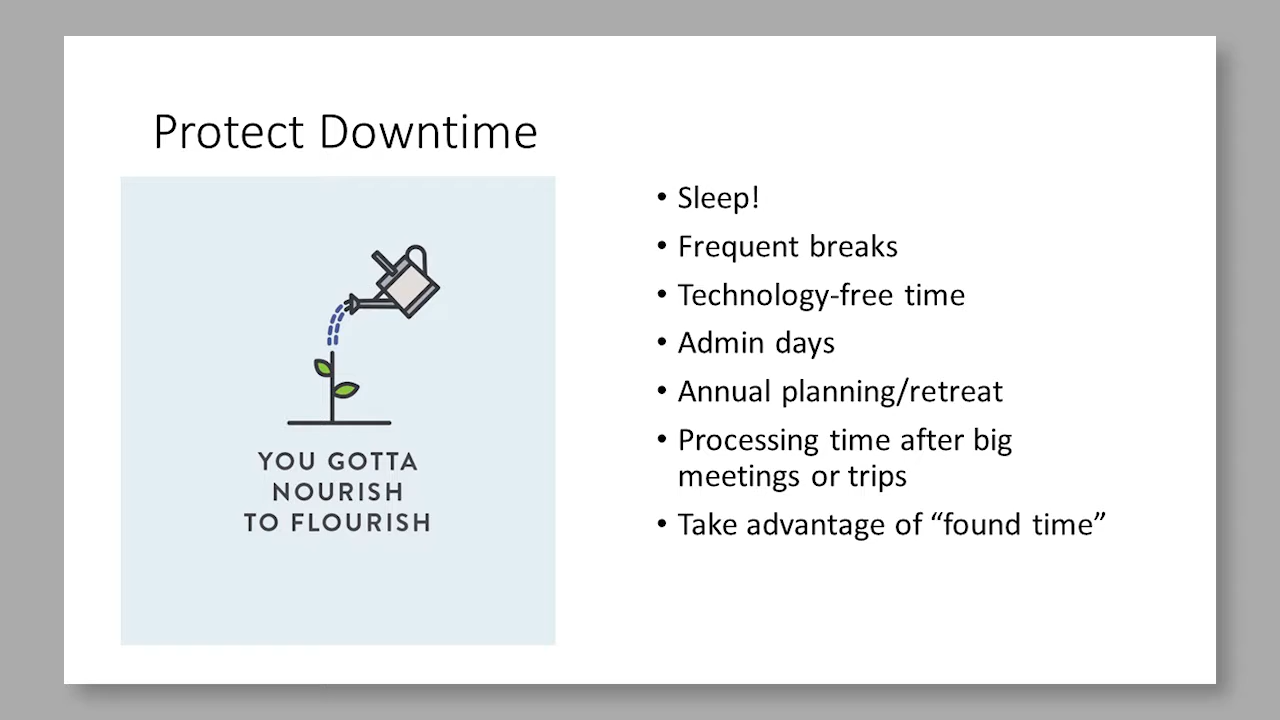 Protect Downtime
YOU GOTTA
NOURISH
TO FLOURISH
• Sleep!
• Frequent breaks
• Technology-free time
• Admin days
• Annual planning/retreat
• Processing time after big
meetings or trips
• Take advantage of “found time”